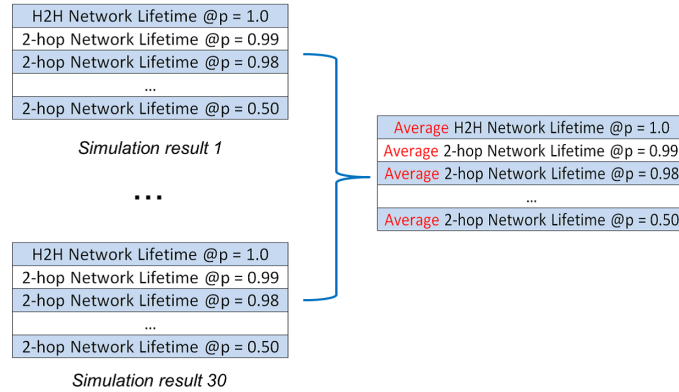 H2H Network Lifetime @p = 1.0
2-hop Network Lifetime @p = 0.99
2-hop Network Lifetime @p = 0.98
...
2-hop Network Lifetime @p = 0.50
Simulation result 1
...
H2H Network Lifetime @p = 1.0
2-hop Network Lifetime @p = 0.99
2-hop Network Lifetime @p = 0.98
...
2-hop Network Lifetime @p = 0.50
Simulation result 30
Average H2H Network Lifetime @p = 1.0
Average 2-hop Network Lifetime @p = 0.99
Average 2-hop Network Lifetime @p = 0.98
...
Average 2-hop Network Lifetime @p = 0.50